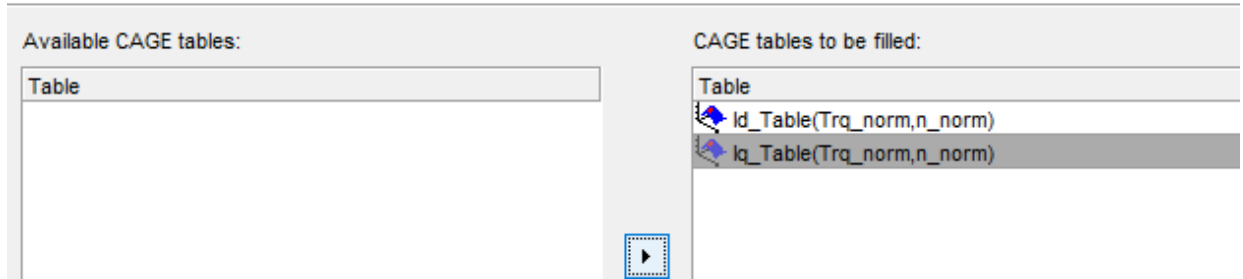 Available CAGE tables:
CAGE tables to be filled:
Table
Table
Id_Table(Trq_norm,n_norm)
Iq_Table(Trq_norm,n_norm)